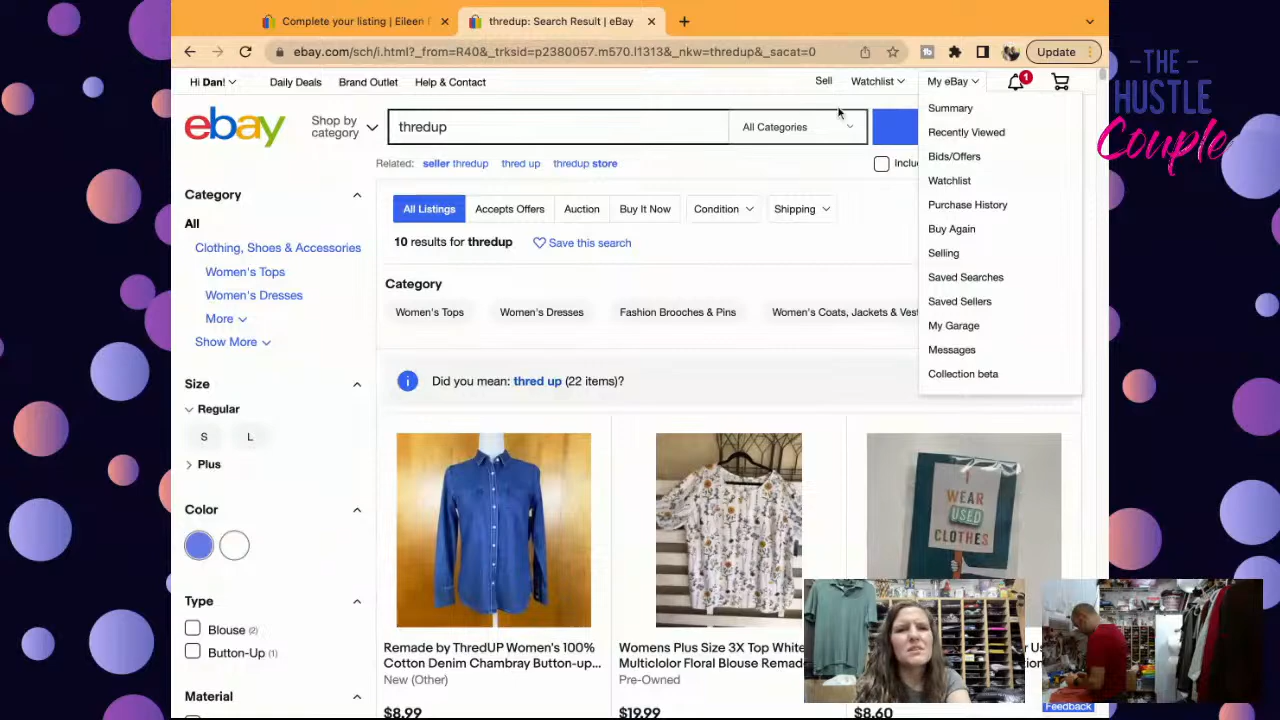 Complete your listing | Eileen F
thredup: Search Result | eBay
ebay.com/sch/i.html?_from=R40&_trksid=p2380057.m570.l1313&_nkw=thredup&_sacat=0
Update
Hi Dan!
Daily Deals
Brand Outlet
Help & Contact
Sell
Watchlist
My eBay
1
ebay
Shop by category
thredup
All Categories
Related: seller thredup thred up thredup store
Inclu
Summary
Recently Viewed
Bids/Offers
Watchlist
Purchase History
Buy Again
Selling
Saved Searches
Saved Sellers
My Garage
Messages
Collection beta
Category
All
Clothing, Shoes & Accessories
Women's Tops
Women's Dresses
More
Show More
Size
Regular
S
L
Plus
Color
Type
Blouse (2)
Button-Up (1)
Material
All Listings
Accepts Offers
Auction
Buy It Now
Condition
Shipping
10 results for thredup
Save this search
Category
Women's Tops
Women's Dresses
Fashion Brooches & Pins
Women's Coats, Jackets & Vest
Did you mean: thred up (22 items)?
I
WEAR
USED
CLOTHES
Remade by ThredUP Women's 100%
Cotton Denim Chambray Button-up...
New (Other)
$8.99
Womens Plus Size 3X Top White
Multiclolor Floral Blouse Remad
Pre-Owned
$19.99
$8.60
Feedback
-THE-
HUSTLE
Couple